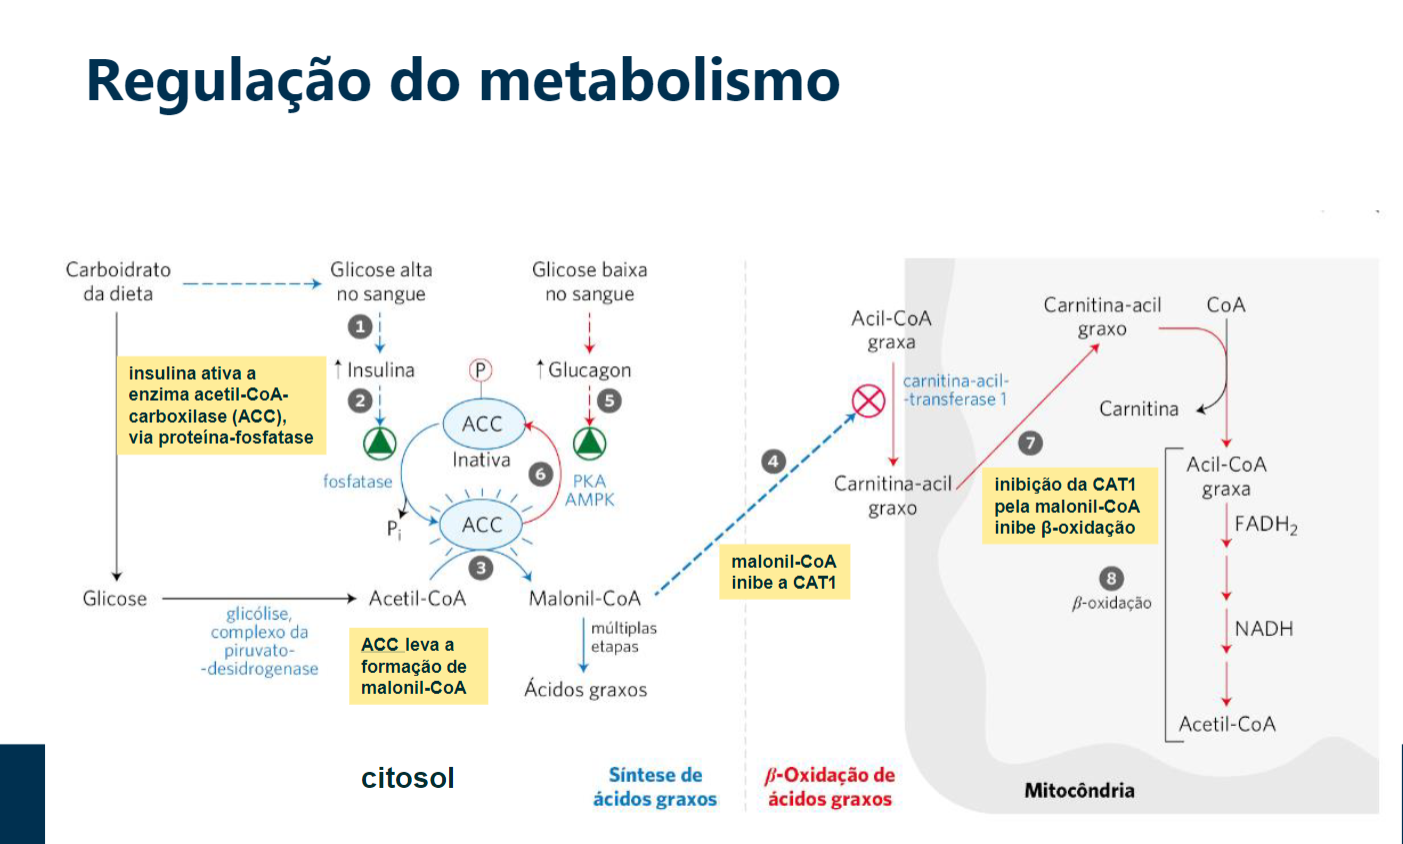 Regulação do metabolismo
Carboidrato
da dieta
Glicose alta
no sangue
Glicose baixa
no sangue
1
↑ Insulina
P
↑ Glucagon
insulina ativa a
enzima acetil-CoA-
carboxilase (ACC),
via proteína-fosfatase
2
ACC
5
Inativa
fosfatase
6
PKA
AMPK
Pi
ACC
3
Glicose
Acetil-CoA
Malonil-CoA
glicólise,
complexo da
piruvato-
-desidrogenase
ACC leva a
formação de
malonil-CoA
múltiplas
etapas
Ácidos graxos
4
malonil-CoA
inibe a CAT1
Acil-CoA
graxa
carnitina-acil-
-transferase 1
Carnitina-acil
graxo
7
Carnitina-acil
graxo
CoA
Carnitina
inibição da CAT1
pela malonil-CoA
inibe β-oxidação
8
β-oxidação
Acil-CoA
graxa
FADH2
NADH
Acetil-CoA
citosol
Síntese de
ácidos graxos
β-Oxidação de
ácidos graxos
Mitocôndria